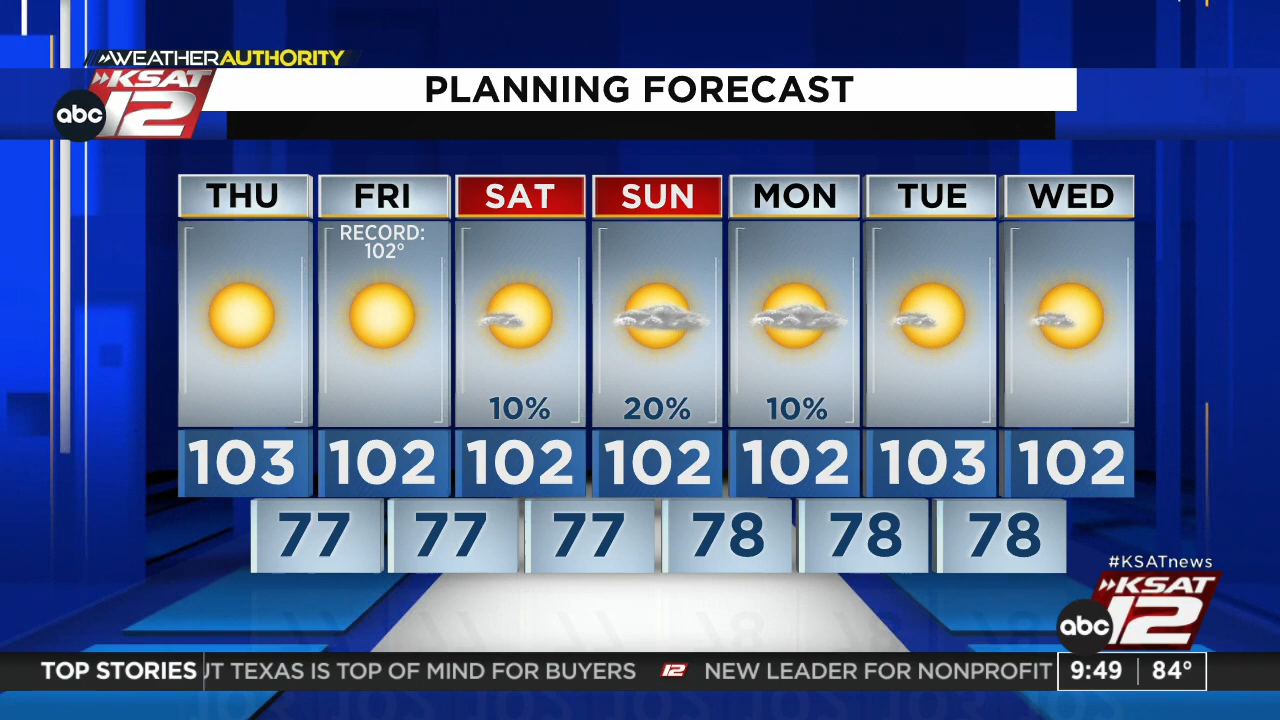 WEATHERAUTHORITY
KSAT
abc 12
PLANNING FORECAST
THU FRI SAT SUN MON TUE WED
RECORD:
102°
10% 20% 10%
103 102 102 102 102 103 102
77 77 77 78 78 78
#KSATnews
KSAT
abc 12
TOP STORIES UT TEXAS IS TOP OF MIND FOR BUYERS 12 NEW LEADER FOR NONPROFIT 9:49 84°